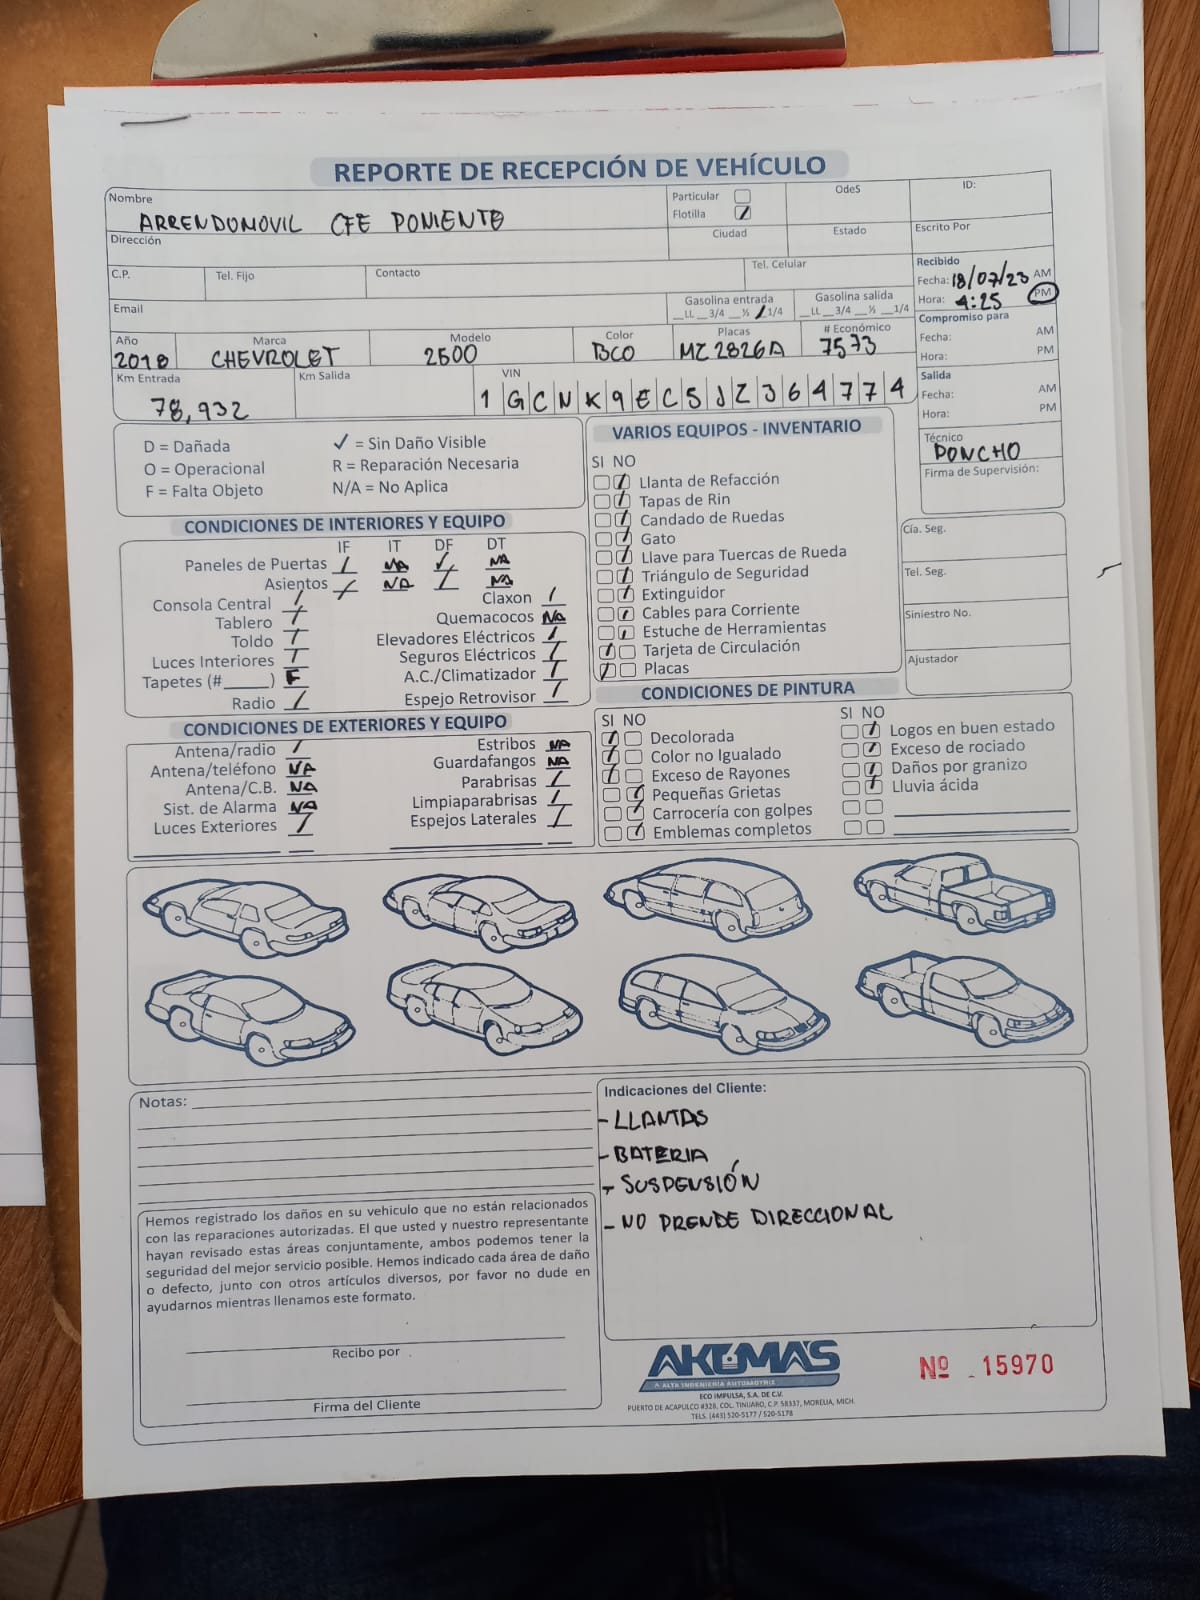 REPORTE DE RECEPCIÓN DE VEHÍCULO
Nombre
ARRENDOMOVIL CFE PONIENTE
Particular
Flotilla
OdeS
ID:
Dirección
Ciudad
Estado
Escrito Por
C.P.
Tel. Fijo
Contacto
Tel. Celular
Recibido
Fecha: 18/07/23 AM
Hora: 4:25 PM
Email
Gasolina entrada
__LL __3/4 __½ __1/4
Gasolina salida
__LL __3/4 __½ __1/4
Compromiso para
Fecha: AM
Hora: PM
Año
2018
Marca
CHEVROLET
Modelo
2500
Color
BCO
Placas
MZ 2826A
# Económico
7573
Km Entrada
78,932
Km Salida
VIN
1 G C N K 9 E C 5 J Z 3 6 4 7 7 4
Salida
Fecha: AM
Hora: PM
Técnico
PONCHO
Firma de Supervisión:
D = Dañada
O = Operacional
F = Falta Objeto
✓ = Sin Daño Visible
R = Reparación Necesaria
N/A = No Aplica
CONDICIONES DE INTERIORES Y EQUIPO
IF IT DF DT
Paneles de Puertas / NA ✓ NA
Asientos / NA / NA
Consola Central /
Tablero /
Toldo /
Luces Interiores /
Tapetes (#_____) F
Radio /
Claxon /
Quemacocos NA
Elevadores Eléctricos /
Seguros Eléctricos /
A.C./Climatizador /
Espejo Retrovisor /
CONDICIONES DE EXTERIORES Y EQUIPO
Antena/radio /
Antena/teléfono NA
Antena/C.B. NA
Sist. de Alarma NA
Luces Exteriores /
Estribos NA
Guardafangos NA
Parabrisas /
Limpiaparabrisas /
Espejos Laterales /
VARIOS EQUIPOS - INVENTARIO
SI NO
Llanta de Refacción
Tapas de Rin
Candado de Ruedas
Gato
Llave para Tuercas de Rueda
Triángulo de Seguridad
Extinguidor
Cables para Corriente
Estuche de Herramientas
Tarjeta de Circulación
Placas
Cía. Seg.
Tel. Seg.
Siniestro No.
Ajustador
CONDICIONES DE PINTURA
SI NO
Decolorada
Color no Igualado
Exceso de Rayones
Pequeñas Grietas
Carrocería con golpes
Emblemas completos
SI NO
Logos en buen estado
Exceso de rociado
Daños por granizo
Lluvia ácida
Notas:
Indicaciones del Cliente:
- LLANTAS
- BATERIA
- SUSPENSIÓN
- NO PRENDE DIRECCIONAL
Hemos registrado los daños en su vehiculo que no están relacionados
con las reparaciones autorizadas. El que usted y nuestro representante
hayan revisado estas áreas conjuntamente, ambos podemos tener la
seguridad del mejor servicio posible. Hemos indicado cada área de daño
o defecto, junto con otros artículos diversos, por favor no dude en
ayudarnos mientras llenamos este formato.
Recibo por
Firma del Cliente
AKUMA'S
A ALTA INGENIERÍA AUTOMOTRIZ
ECO IMPULSA, S.A. DE C.V.
PUERTO DE ACAPULCO #328, COL. TINIJARO, C.P. 58337, MORELIA, MICH.
TELS. (443) 520-5177 / 520-5178
Nº 15970